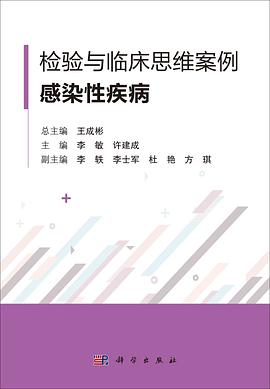 检验与临床思维案例
感染性疾病
总主编 王成彬
主 编 李 敏 许建成
副主编 李 轶 李士军 杜 艳 方 琪
科学出版社